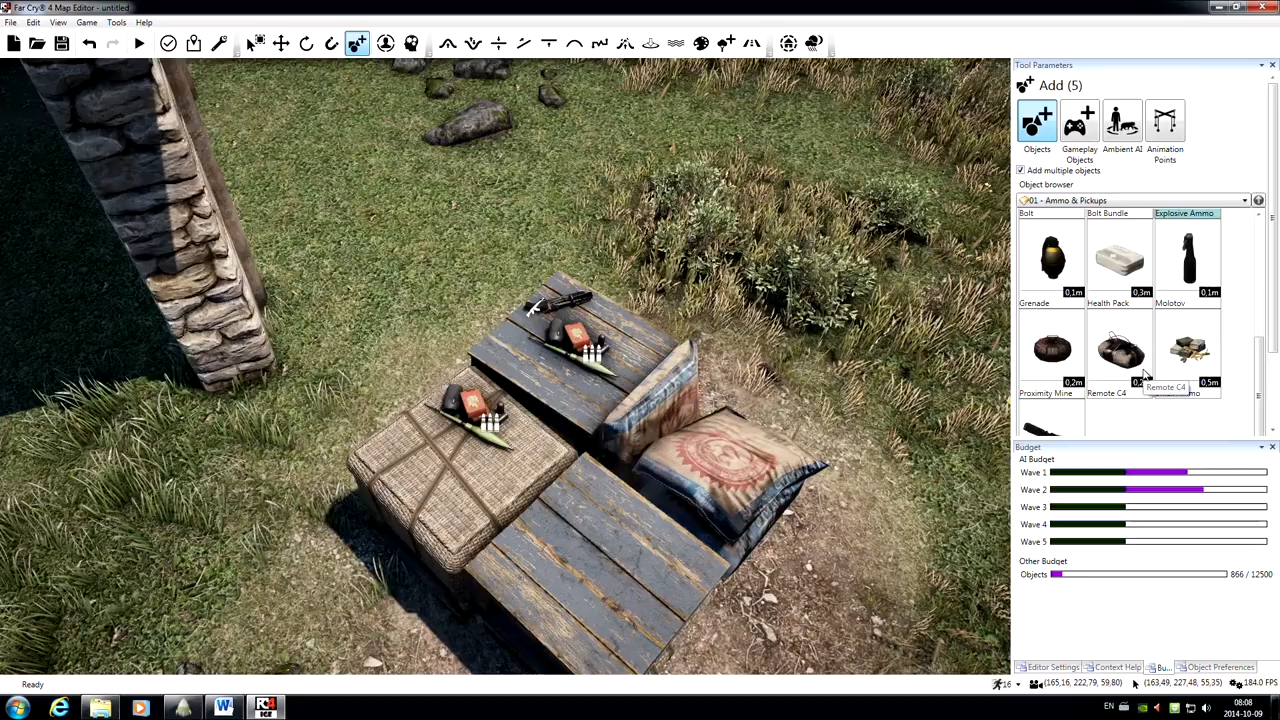 Far Cry® 4 Map Editor - untitled
File Edit View Game Tools Help
Tool Parameters
Add (5)
Objects
Gameplay Objects
Ambient AI
Animation Points
Add multiple objects
Object browser
01 - Ammo & Pickups
Bolt
Bolt Bundle
Explosive Ammo
0,1m
0,3m
0,1m
Grenade
Health Pack
Molotov
0,2m
0,5m
Proximity Mine
Remote C4
Remote C4
Budget
AI Budget
Wave 1
Wave 2
Wave 3
Wave 4
Wave 5
Other Budget
Objects 866 / 12500
Editor Settings Context Help Bu... Object Preferences
Ready
16 (165,16, 222,79, 59,80) (163,49, 227,48, 55,35) 184.0 FPS
EN
08:08
2014-10-09